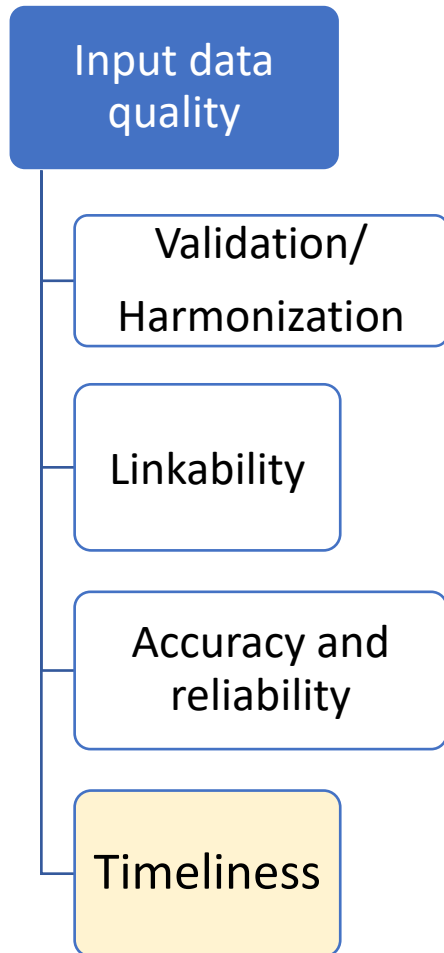 Input data
quality
Validation/
Harmonization
Linkability
Accuracy and
reliability
Timeliness